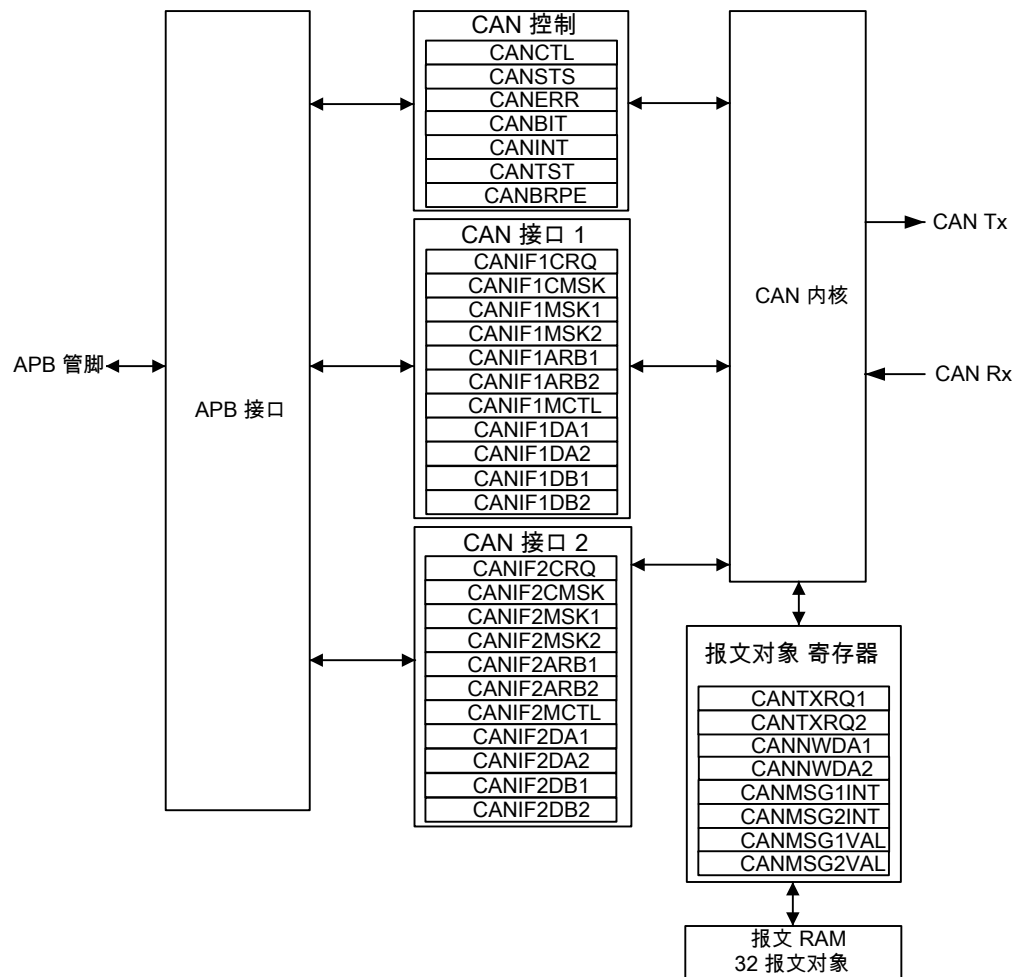 CAN 控制
CANCTL
CANSTS
CANERR
CANBIT
CANINT
CANTST
CANBRPE
CAN 接口 1
CANIF1CRQ
CANIF1CMSK
CANIF1MSK1
CANIF1MSK2
CANIF1ARB1
CANIF1ARB2
CANIF1MCTL
CANIF1DA1
CANIF1DA2
CANIF1DB1
CANIF1DB2
CAN 接口 2
CANIF2CRQ
CANIF2CMSK
CANIF2MSK1
CANIF2MSK2
CANIF2ARB1
CANIF2ARB2
CANIF2MCTL
CANIF2DA1
CANIF2DA2
CANIF2DB1
CANIF2DB2
APB 管脚
APB 接口
CAN 内核
CAN Tx
CAN Rx
报文对象 寄存器
CANTXRQ1
CANTXRQ2
CANNWDA1
CANNWDA2
CANMSG1INT
CANMSG2INT
CANMSG1VAL
CANMSG2VAL
报文 RAM
32 报文对象